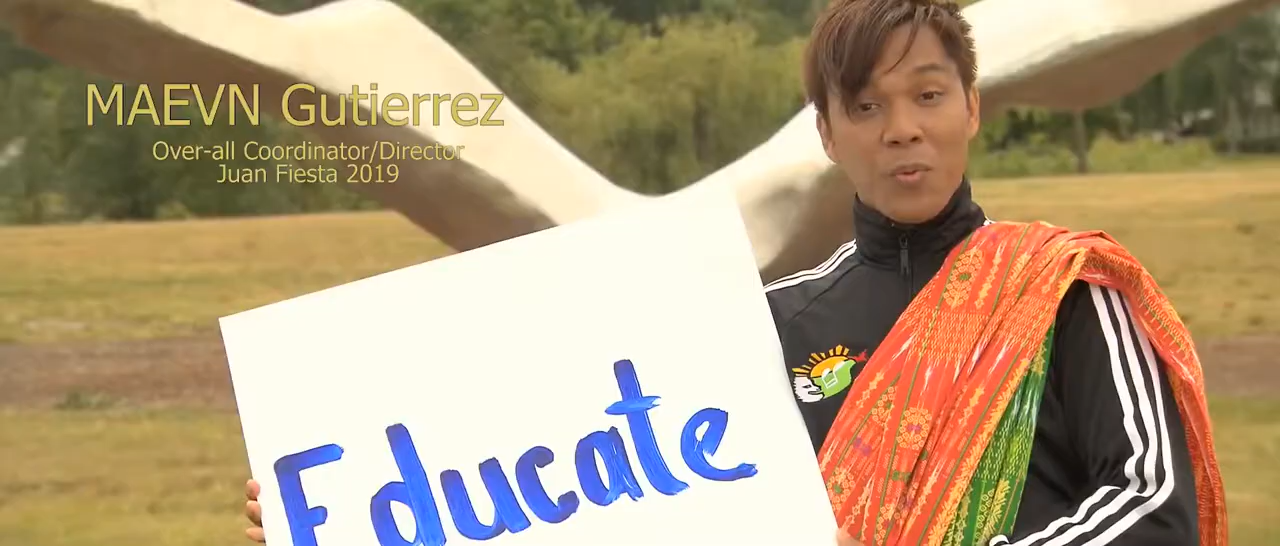 MAEVN Gutierrez
Over-all Coordinator/Director
Juan Fiesta 2019
Educate